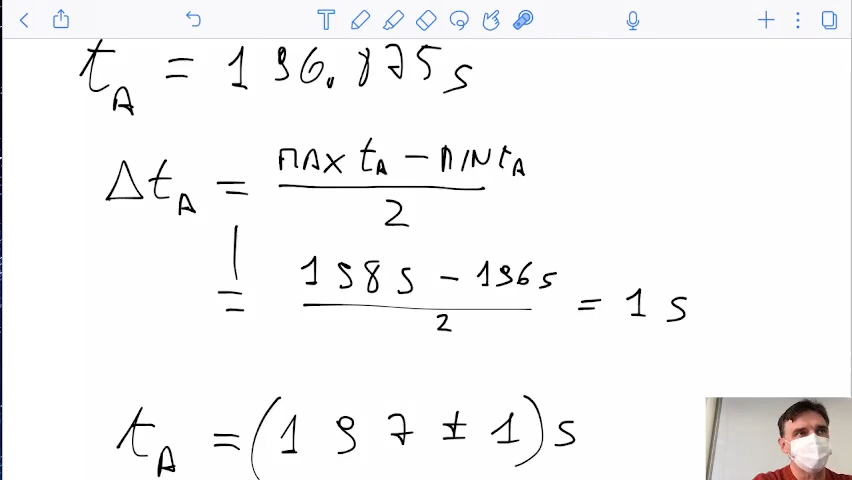 t_A = 196.875 s
Δt_A = (MAX t_A − MIN t_A) / 2
= (198 s − 196 s) / 2 = 1 s
t_A = (197 ± 1) s